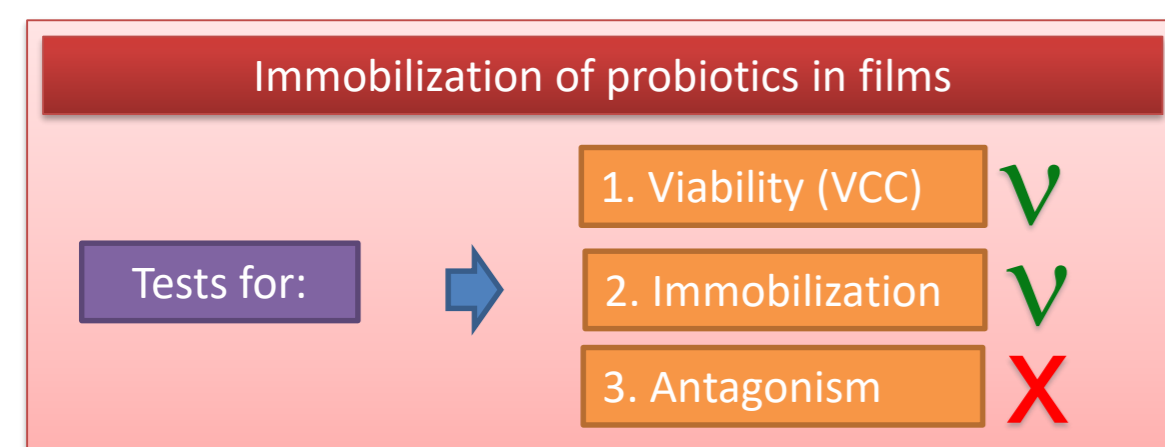 Immobilization of probiotics in films
1. Viability (VCC) ν
Tests for:
2. Immobilization ν
3. Antagonism X